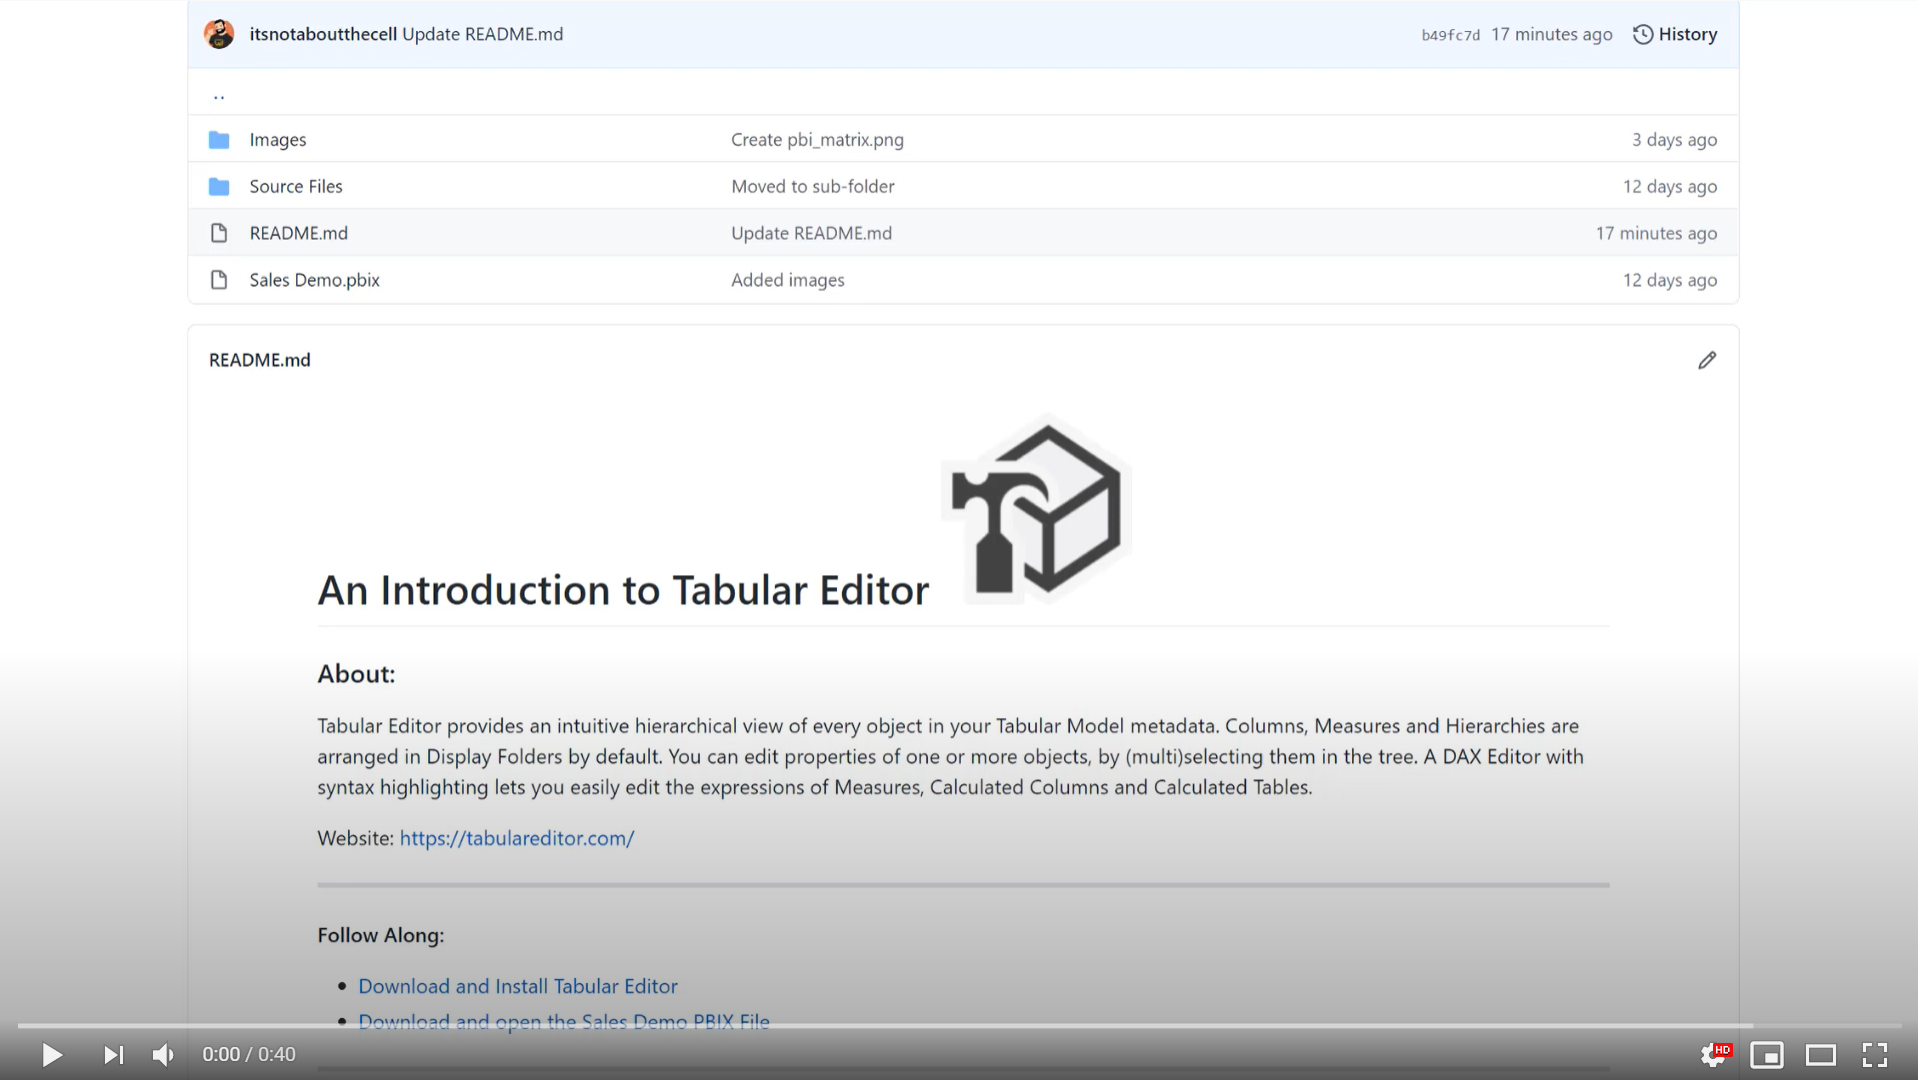 itsnotaboutthecell Update README.md b49fc7d 17 minutes ago History
..
Images Create pbi_matrix.png 3 days ago
Source Files Moved to sub-folder 12 days ago
README.md Update README.md 17 minutes ago
Sales Demo.pbix Added images 12 days ago
README.md
An Introduction to Tabular Editor
About:
Tabular Editor provides an intuitive hierarchical view of every object in your Tabular Model metadata. Columns, Measures and Hierarchies are
arranged in Display Folders by default. You can edit properties of one or more objects, by (multi)selecting them in the tree. A DAX Editor with
syntax highlighting lets you easily edit the expressions of Measures, Calculated Columns and Calculated Tables.
Website: https://tabulareditor.com/
Follow Along:
• Download and Install Tabular Editor
• Download and open the Sales Demo PBIX File
0:00 / 0:40 HD